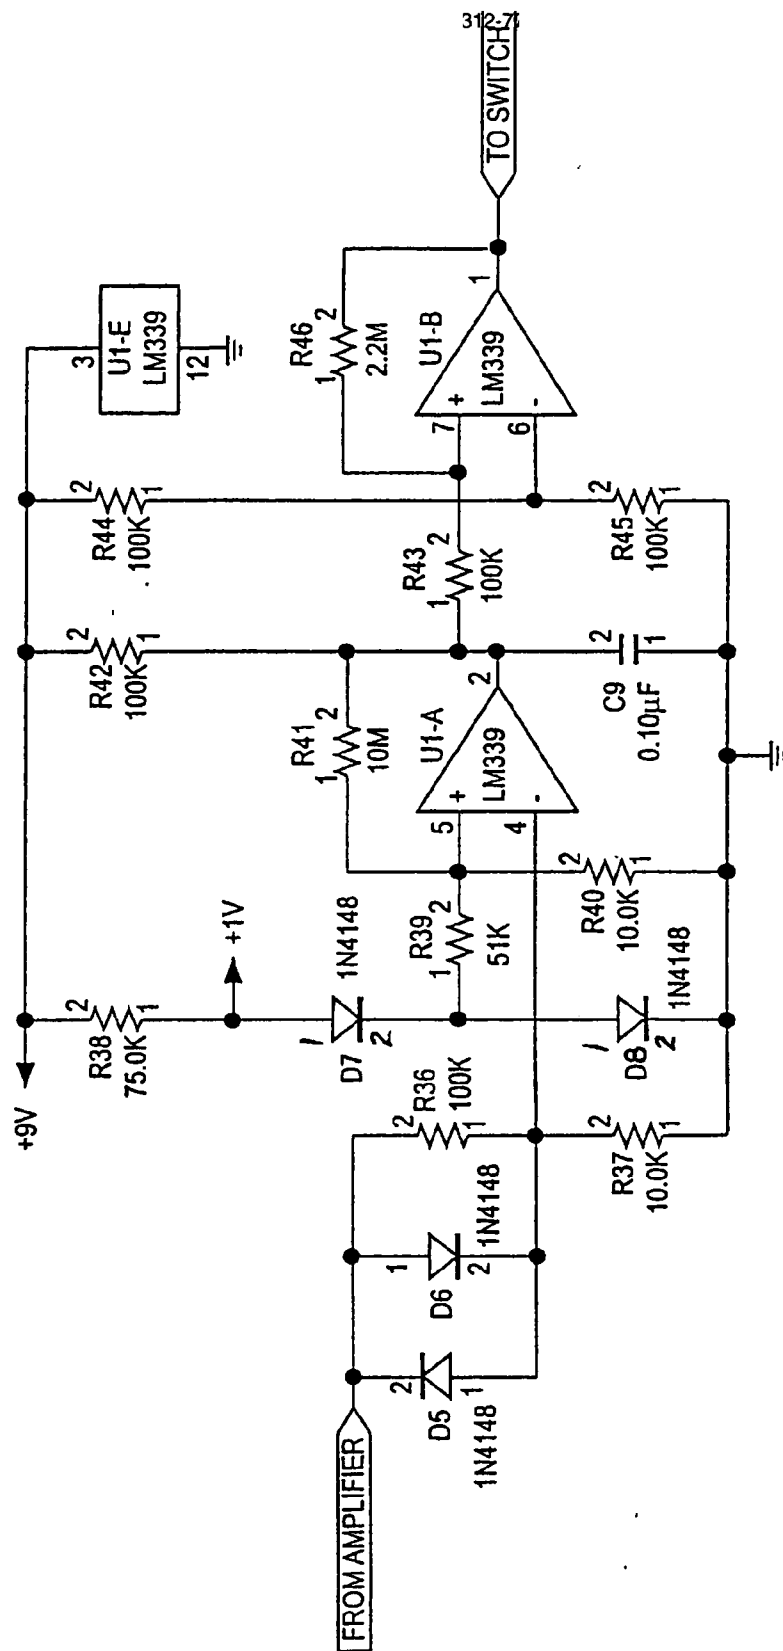 312-7
FROM AMPLIFIER
+9V
R38
75.0K
2
1
+1V
1
D7
2
1N4148
1
D8
2
1N4148
2
D5
1
1N4148
1
D6
2
1N4148
R36
100K
2
1
R37
10.0K
2
1
R39
51K
1
2
R40
10.0K
2
1
R41
10M
1
2
5
+
4
-
U1-A
LM339
2
R42
100K
2
1
C9
0.10µF
2
1
R43
100K
1
2
R44
100K
2
1
R45
100K
2
1
R46
2.2M
1
2
7
+
6
-
U1-B
LM339
1
3
U1-E
LM339
12
TO SWITCH